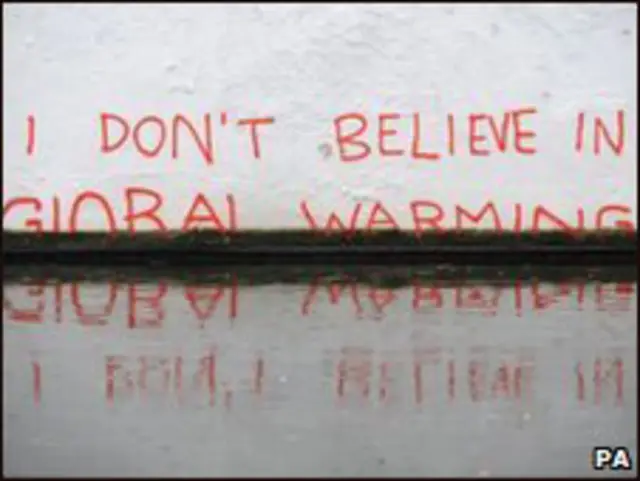 I DON'T BELIEVE IN
GLOBAL WARMING
PA